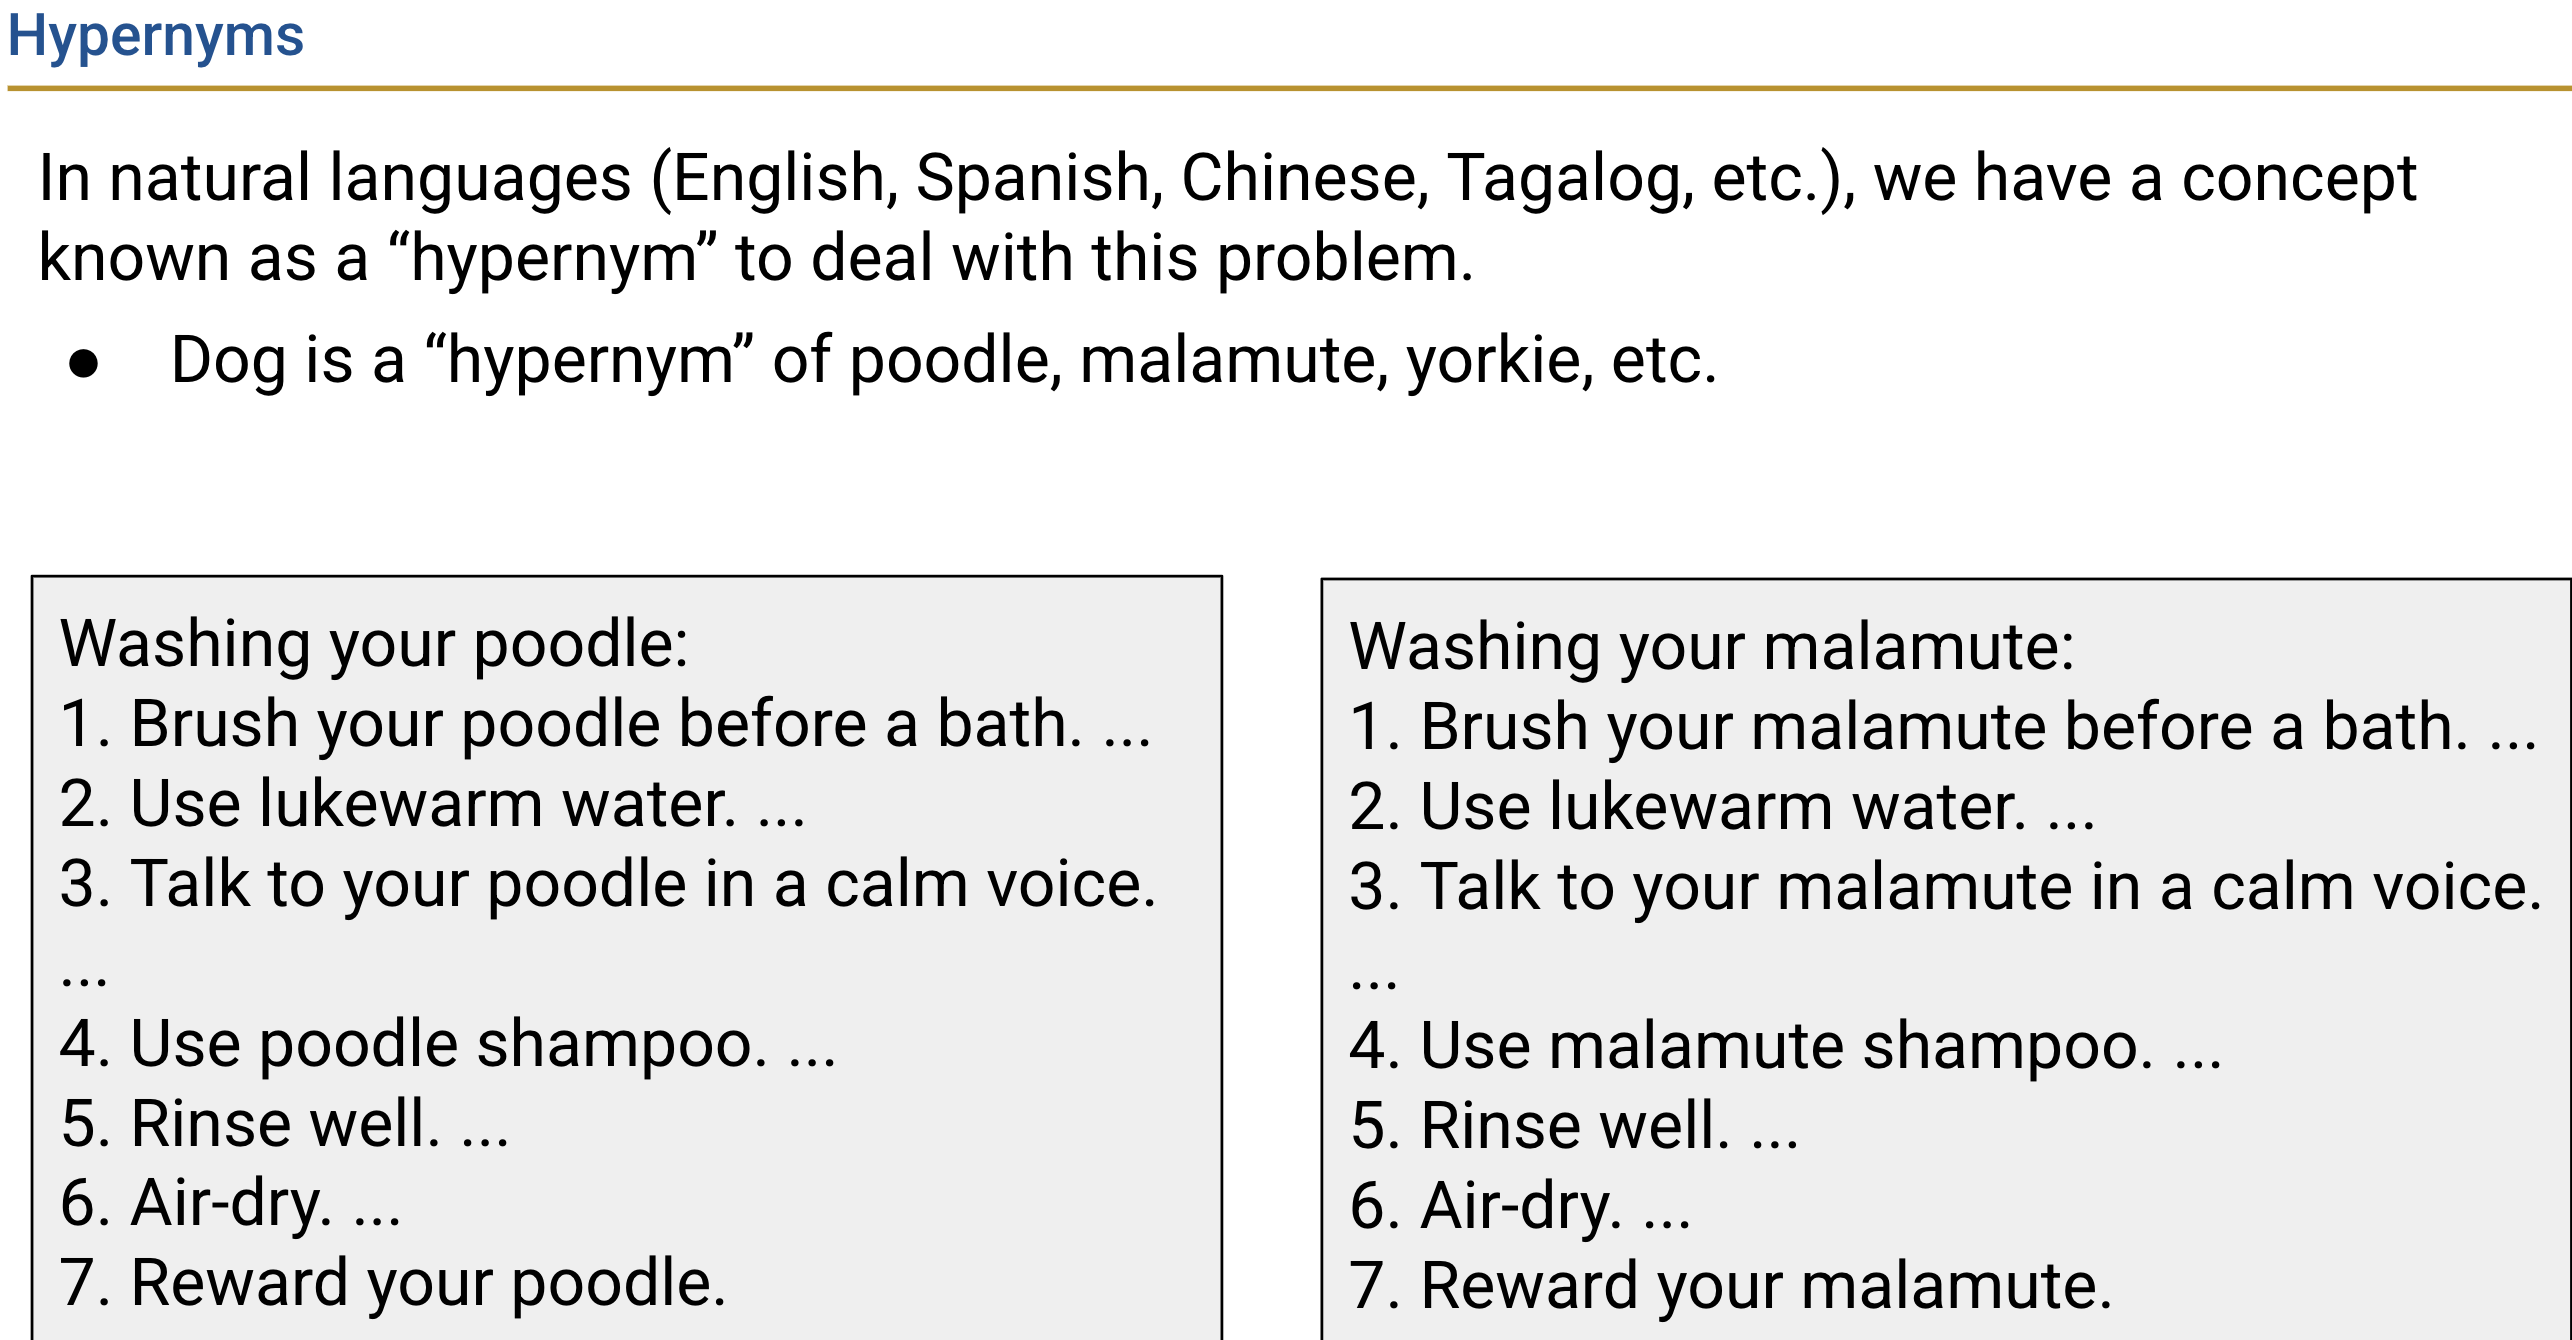 Hypernyms
In natural languages (English, Spanish, Chinese, Tagalog, etc.), we have a concept
known as a “hypernym” to deal with this problem.
● Dog is a “hypernym” of poodle, malamute, yorkie, etc.
Washing your poodle:
1. Brush your poodle before a bath. ...
2. Use lukewarm water. ...
3. Talk to your poodle in a calm voice.
...
4. Use poodle shampoo. ...
5. Rinse well. ...
6. Air-dry. ...
7. Reward your poodle.
Washing your malamute:
1. Brush your malamute before a bath. ...
2. Use lukewarm water. ...
3. Talk to your malamute in a calm voice.
...
4. Use malamute shampoo. ...
5. Rinse well. ...
6. Air-dry. ...
7. Reward your malamute.